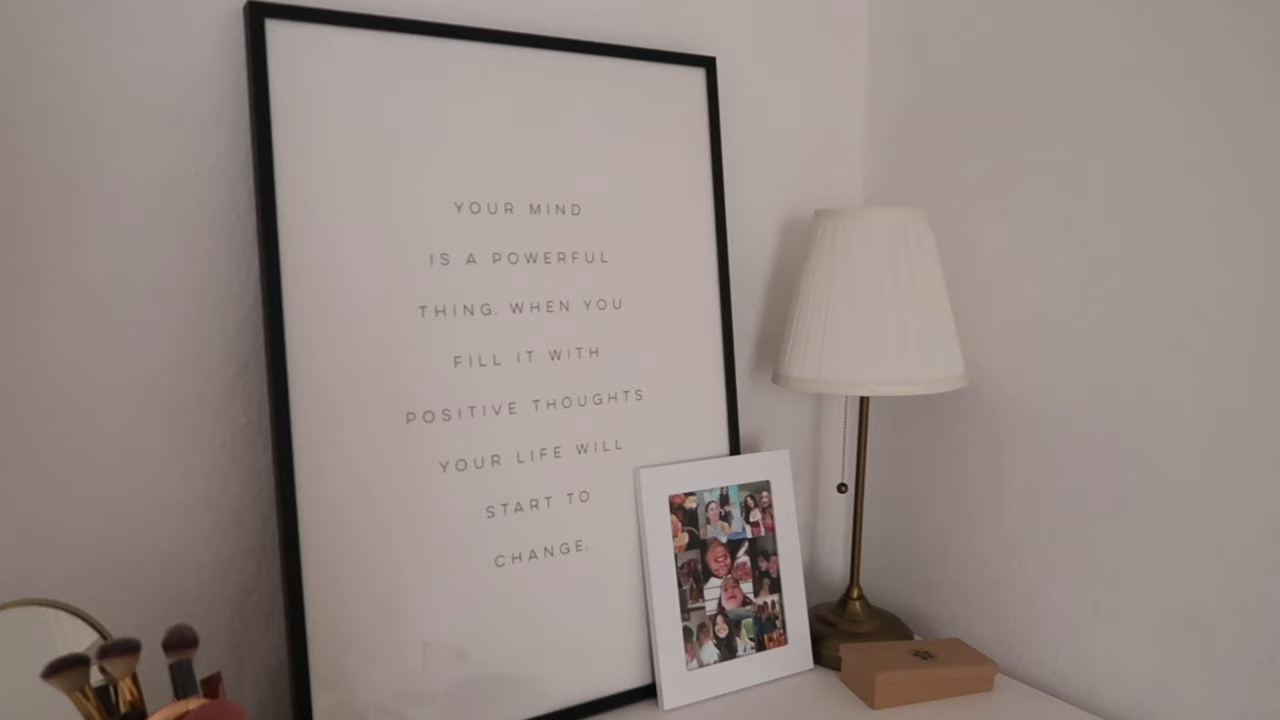 YOUR MIND
IS A POWERFUL
THING. WHEN YOU
FILL IT WITH
POSITIVE THOUGHTS
YOUR LIFE WILL
START TO
CHANGE.